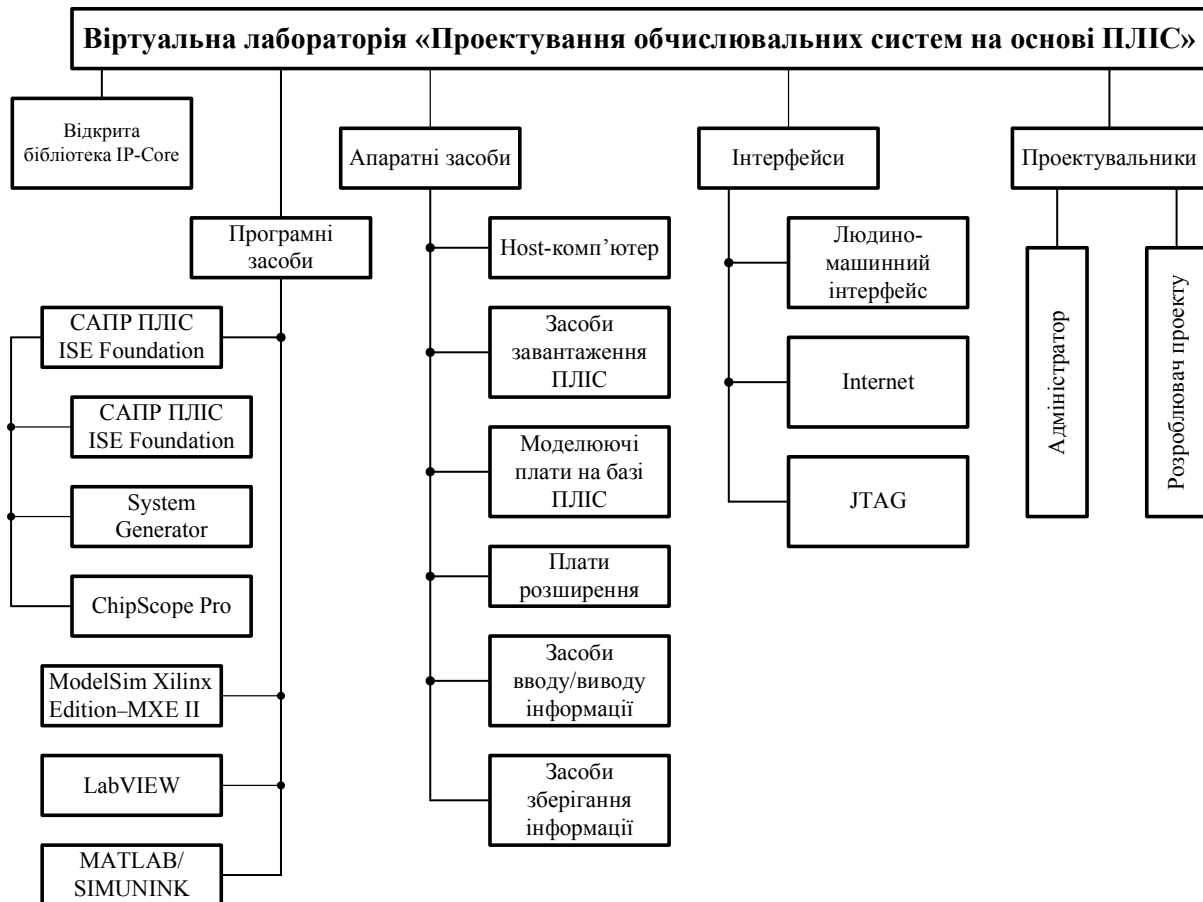 Віртуальна лабораторія «Проектування обчислювальних систем на основі ПЛІС»
Відкрита
бібліотека IP-Core
Програмні
засоби
САПР ПЛІС
ISE Foundation
САПР ПЛІС
ISE Foundation
System
Generator
ChipScope Pro
ModelSim Xilinx
Edition–MXE II
LabVIEW
MATLAB/
SIMUNINK
Апаратні засоби
Host-комп’ютер
Засоби
завантаження
ПЛІС
Моделюючі
плати на базі
ПЛІС
Плати
розширення
Засоби
вводу/виводу
інформації
Засоби
зберігання
інформації
Інтерфейси
Людино-
машинний
інтерфейс
Internet
JTAG
Проектувальники
Адміністратор
Розроблювач проекту